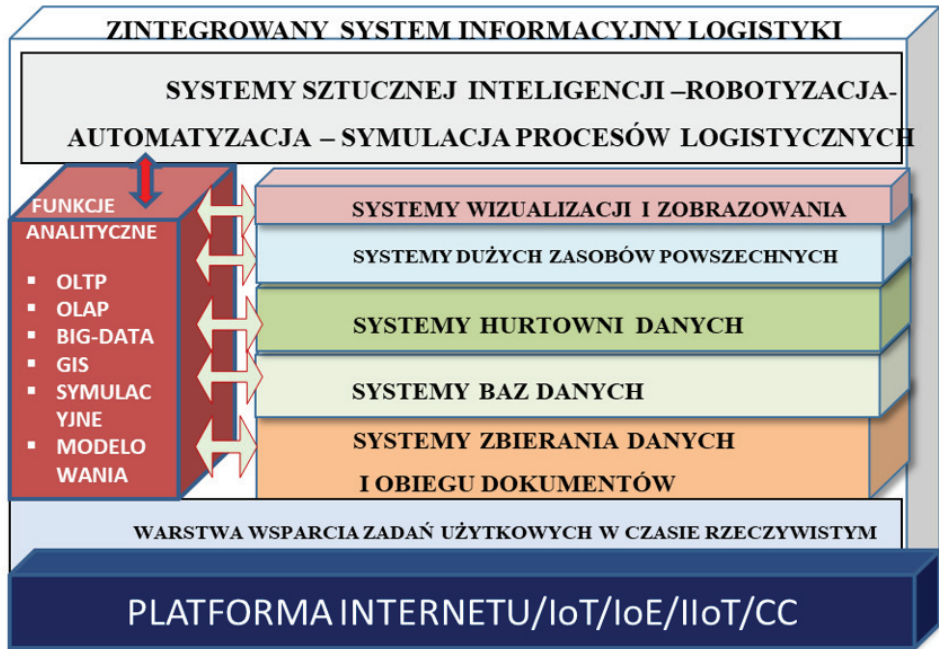 ZINTEGROWANY SYSTEM INFORMACYJNY LOGISTYKI
SYSTEMY SZTUCZNEJ INTELIGENCJI –ROBOTYZACJA-
AUTOMATYZACJA – SYMULACJA PROCESÓW LOGISTYCZNYCH
FUNKCJE
ANALITYCZNE
▪ OLTP
▪ OLAP
▪ BIG-DATA
▪ GIS
▪ SYMULAC
YJNE
▪ MODELO
WANIA
SYSTEMY WIZUALIZACJI I ZOBRAZOWANIA
SYSTEMY DUŻYCH ZASOBÓW POWSZECHNYCH
SYSTEMY HURTOWNI DANYCH
SYSTEMY BAZ DANYCH
SYSTEMY ZBIERANIA DANYCH
I OBIEGU DOKUMENTÓW
WARSTWA WSPARCIA ZADAŃ UŻYTKOWYCH W CZASIE RZECZYWISTYM
PLATFORMA INTERNETU/IoT/IoE/IIoT/CC